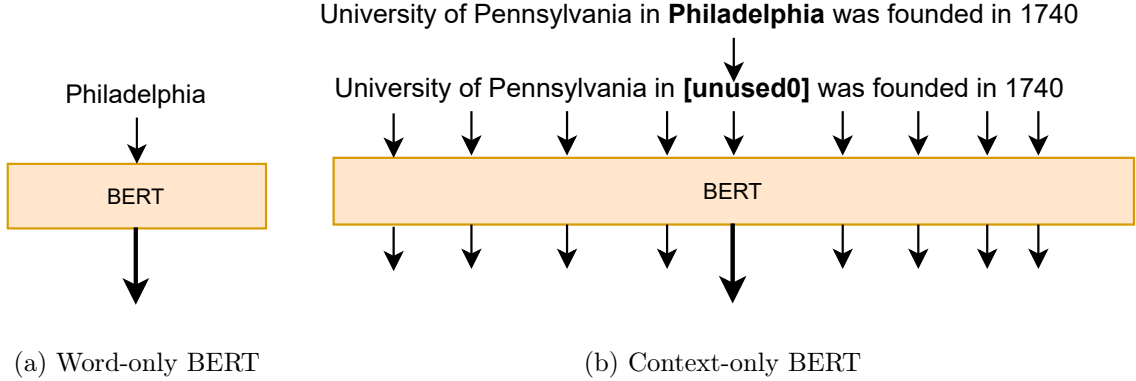 University of Pennsylvania in Philadelphia was founded in 1740
Philadelphia
University of Pennsylvania in [unused0] was founded in 1740
BERT
BERT
(a) Word-only BERT
(b) Context-only BERT